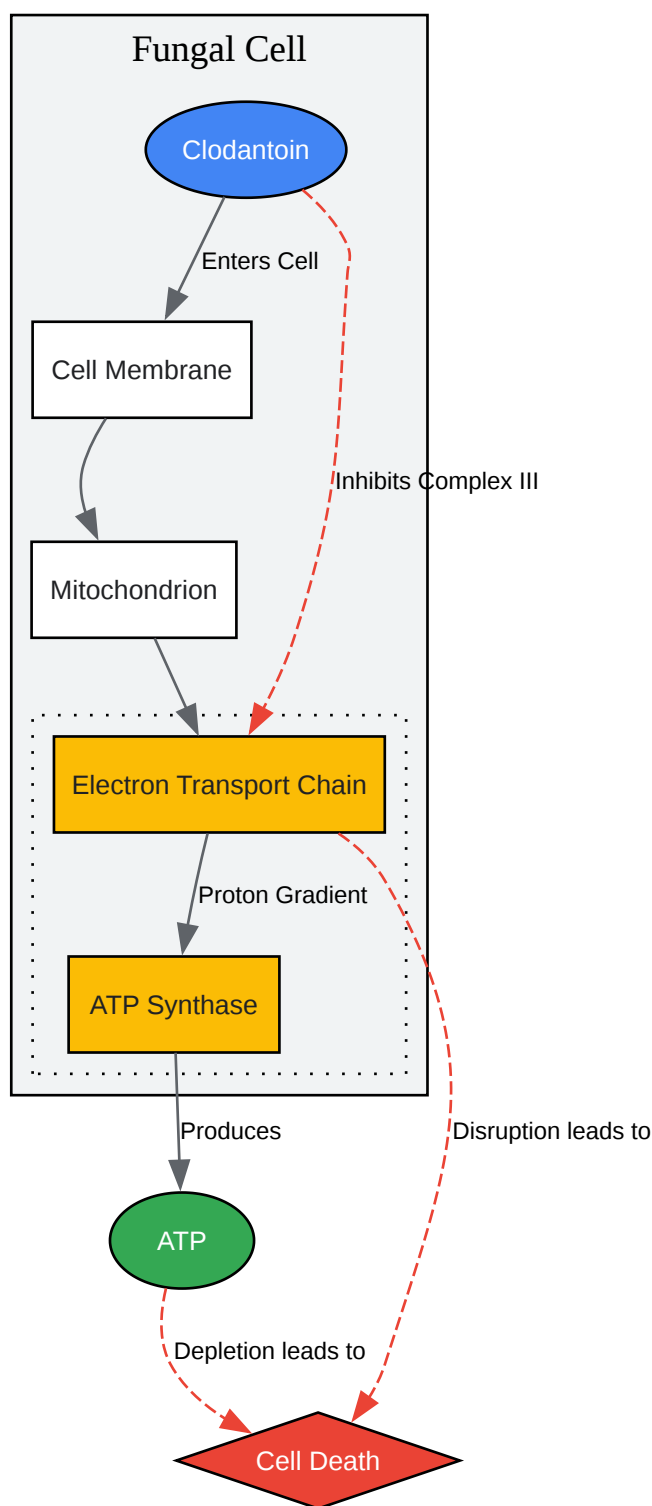 Fungal Cell
Clodantoin
Enters Cell
Cell Membrane
Inhibits Complex III
Mitochondrion
Electron Transport Chain
Proton Gradient
ATP Synthase
Produces
Disruption leads to
ATP
Depletion leads to
Cell Death